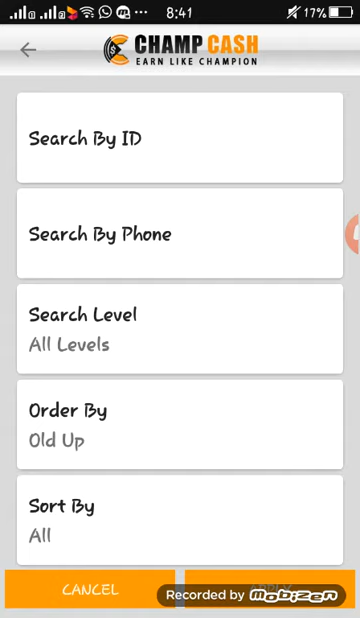 8:41
17%
CHAMP CASH
EARN LIKE CHAMPION
Search By ID
Search By Phone
Search Level
All Levels
Order By
Old Up
Sort By
All
CANCEL
Recorded by mobizen